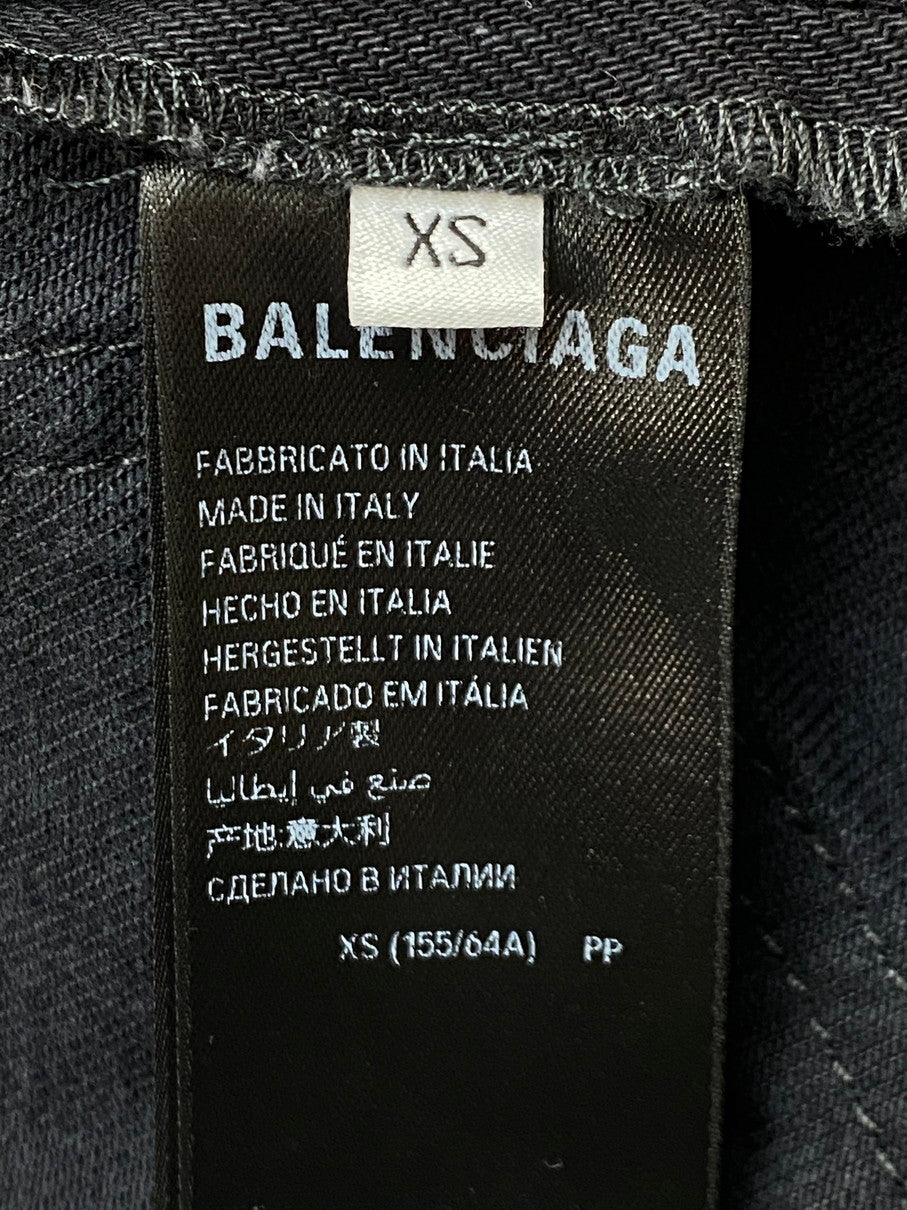 XS
BALENCIAGA
FABBRICATO IN ITALIA
MADE IN ITALY
FABRIQUÉ EN ITALIE
HECHO EN ITALIA
HERGESTELLT IN ITALIEN
FABRICADO EM ITÁLIA
イタリア製
صنع في إيطاليا
产地:意大利
СДЕЛАНО В ИТАЛИИ
XS (155/64A) PP